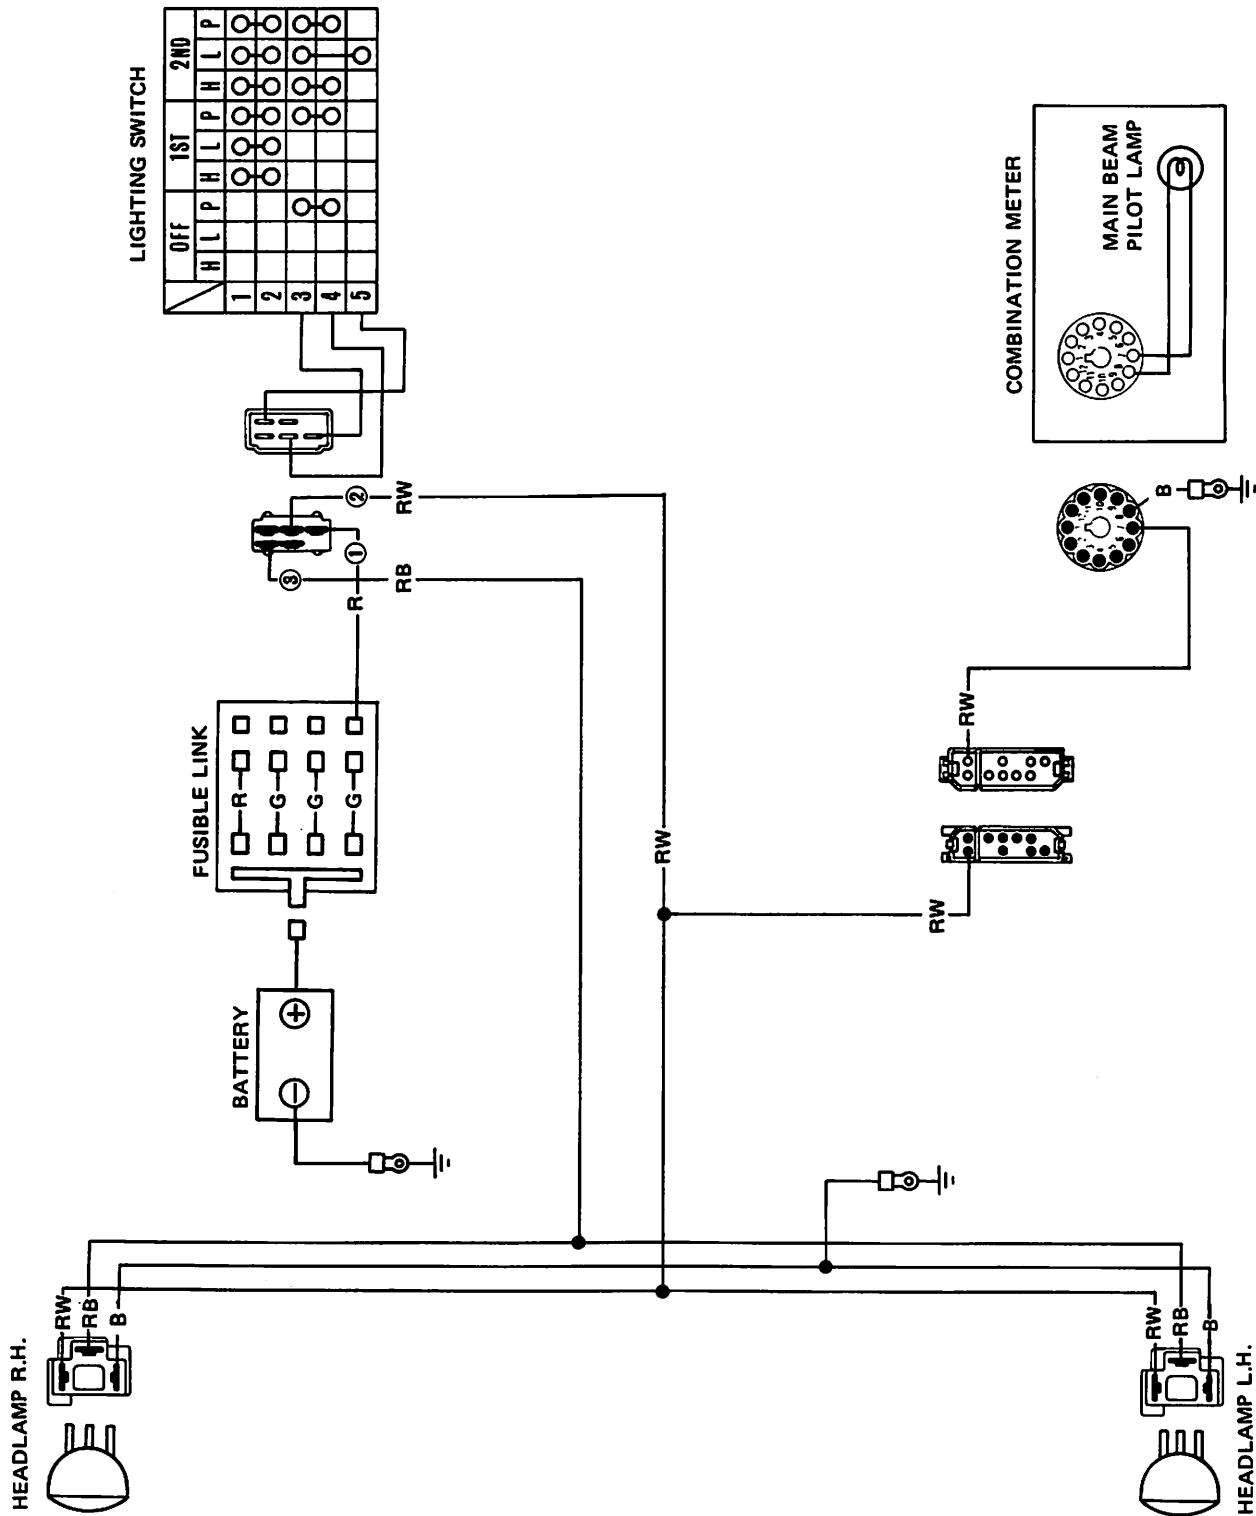 LIGHTING SWITCH
OFF 1ST 2ND
H L P H L P H L P
1
2
3
4
5
COMBINATION METER
MAIN BEAM
PILOT LAMP
② RW
①
③ RB
R
B
FUSIBLE LINK
R
G
G
G
RW
RW
RW
BATTERY
+
−
HEADLAMP R.H.
RW
RB
B
HEADLAMP L.H.
RW
RB
B